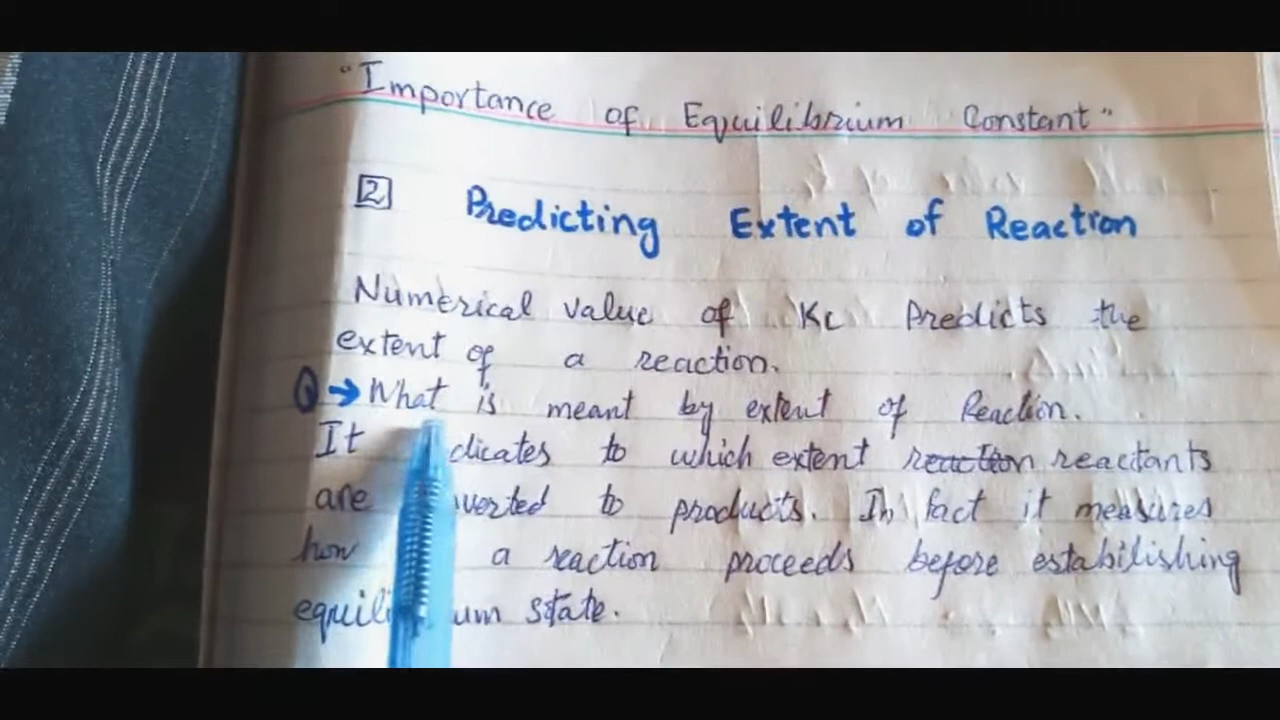 "Importance of Equilibrium Constant"
2 Predicting Extent of Reaction
Numerical value of Kc Predicts the
extent of a reaction.
Q → What is meant by extent of Reaction.
It dicates to which extent reaction reactants
are verted to products. In fact it measures
how a reaction proceeds before estabilishing
equili um state.